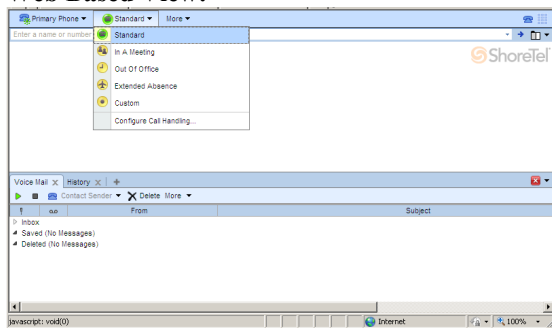 Web Based View:
Primary Phone Standard More
Enter a name or number
Standard
In A Meeting
Out Of Office
Extended Absence
Custom
Configure Call Handling...
ShoreTel
Voice Mail x History x +
Contact Sender Delete More
From Subject
Inbox
Saved (No Messages)
Deleted (No Messages)
javascript: void(0) Internet 100%